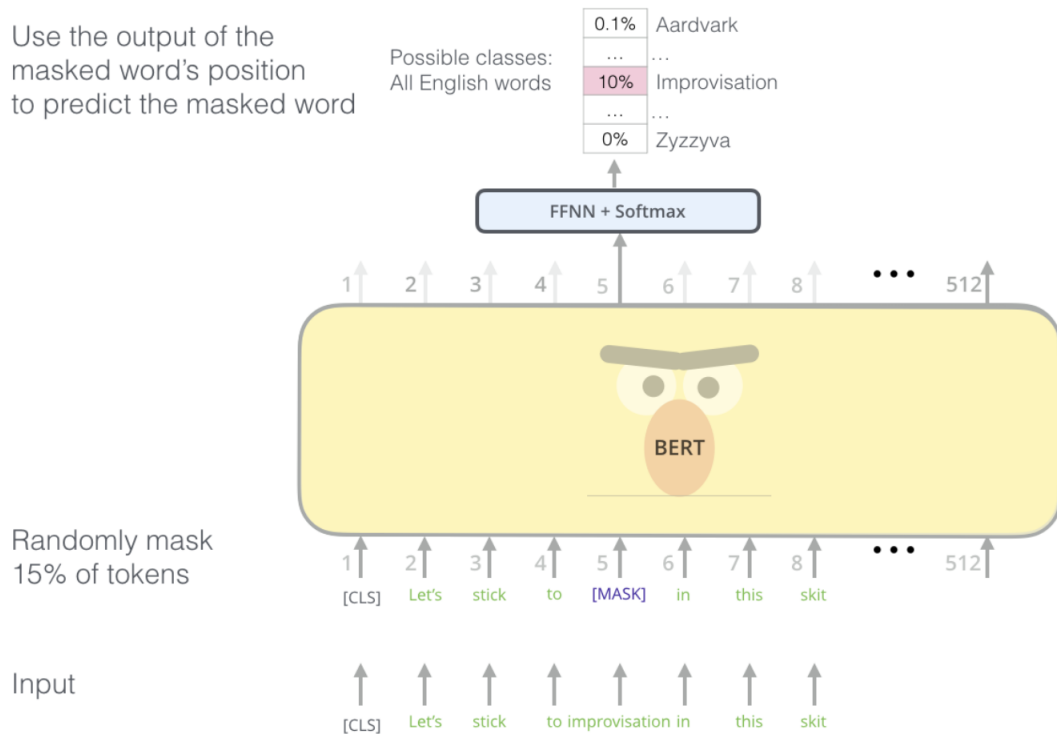 Use the output of the
masked word's position
to predict the masked word
Possible classes:
All English words
0.1% Aardvark
... ...
10% Improvisation
... ...
0% Zyzzyva
FFNN + Softmax
1 2 3 4 5 6 7 8 ••• 512
BERT
Randomly mask
15% of tokens
1 2 3 4 5 6 7 8 ••• 512
[CLS] Let's stick to [MASK] in this skit
Input
[CLS] Let's stick to improvisation in this skit